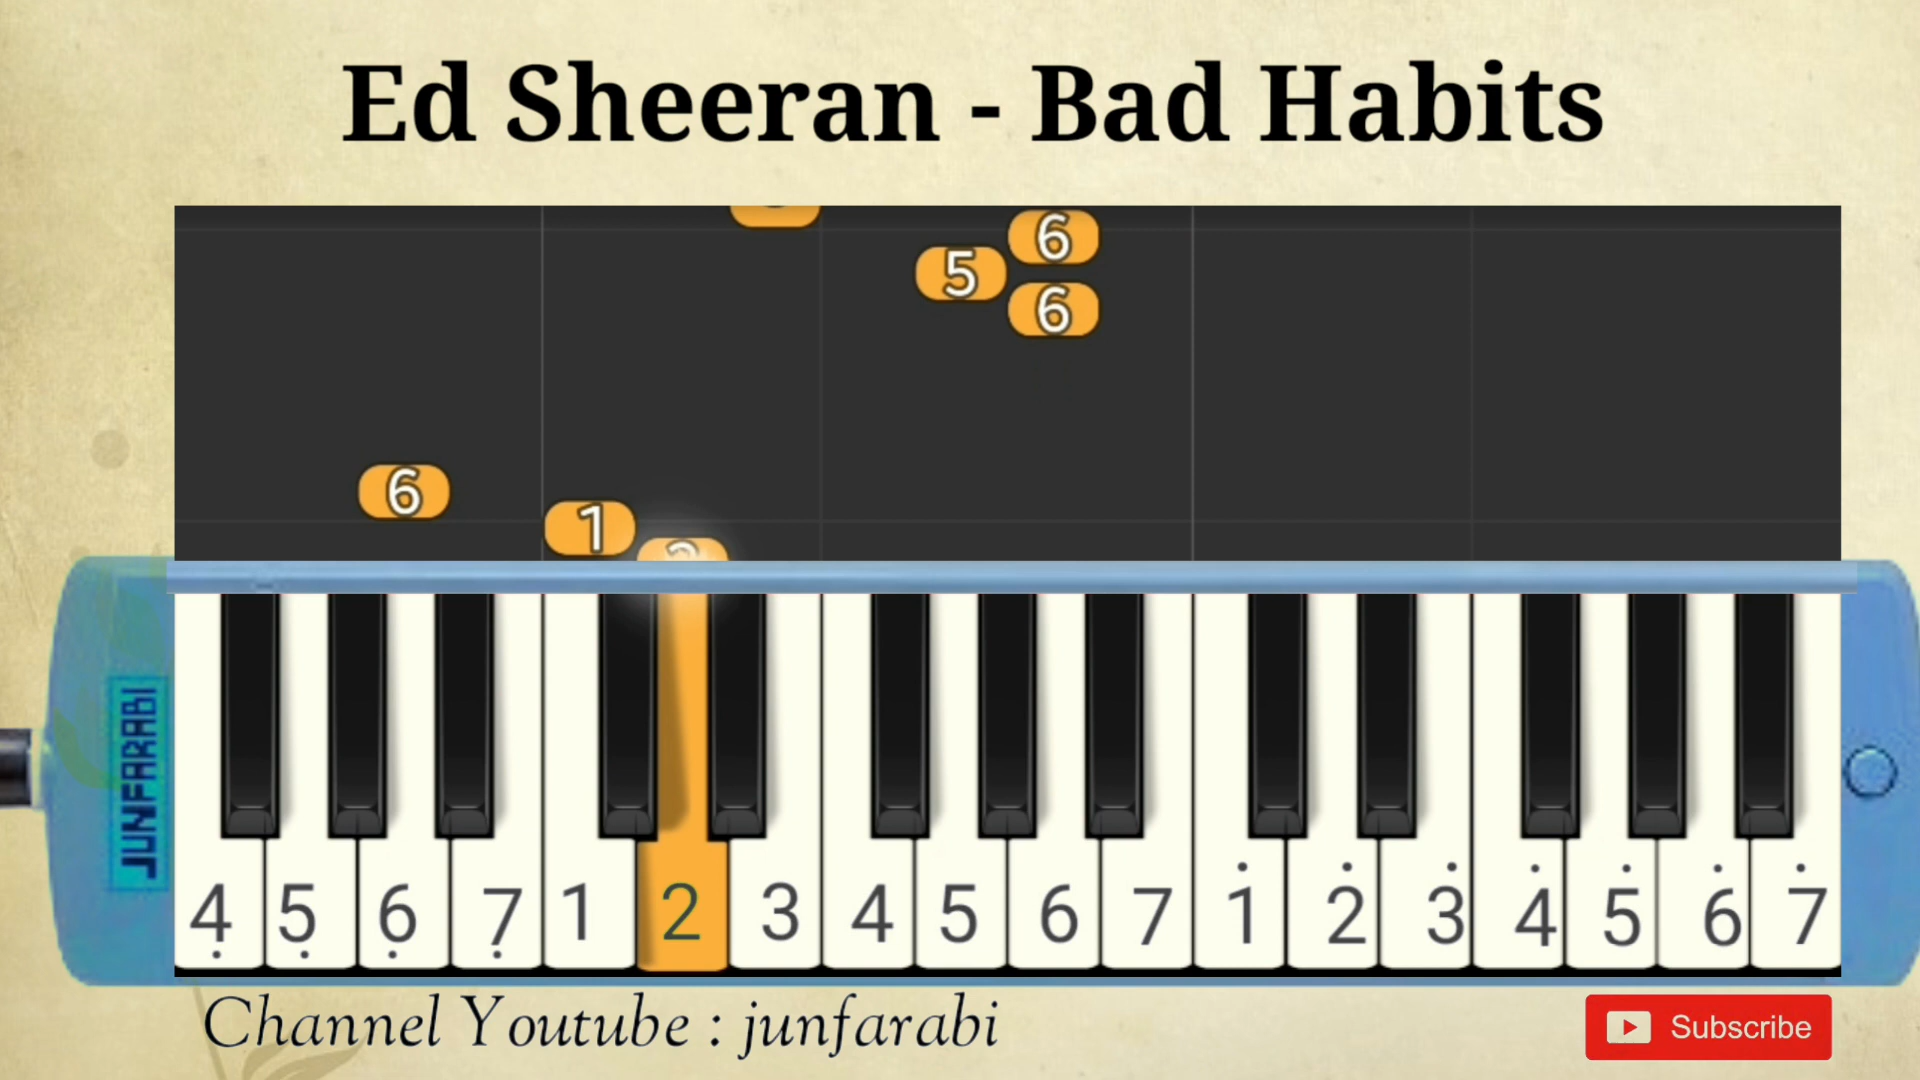 Ed Sheeran - Bad Habits
6
5
6
6
1
2
JUNFARABI
4̣ 5̣ 6̣ 7̣ 1 2 3 4 5 6 7 1̇ 2̇ 3̇ 4̇ 5̇ 6̇ 7̇
Channel Youtube : junfarabi
Subscribe